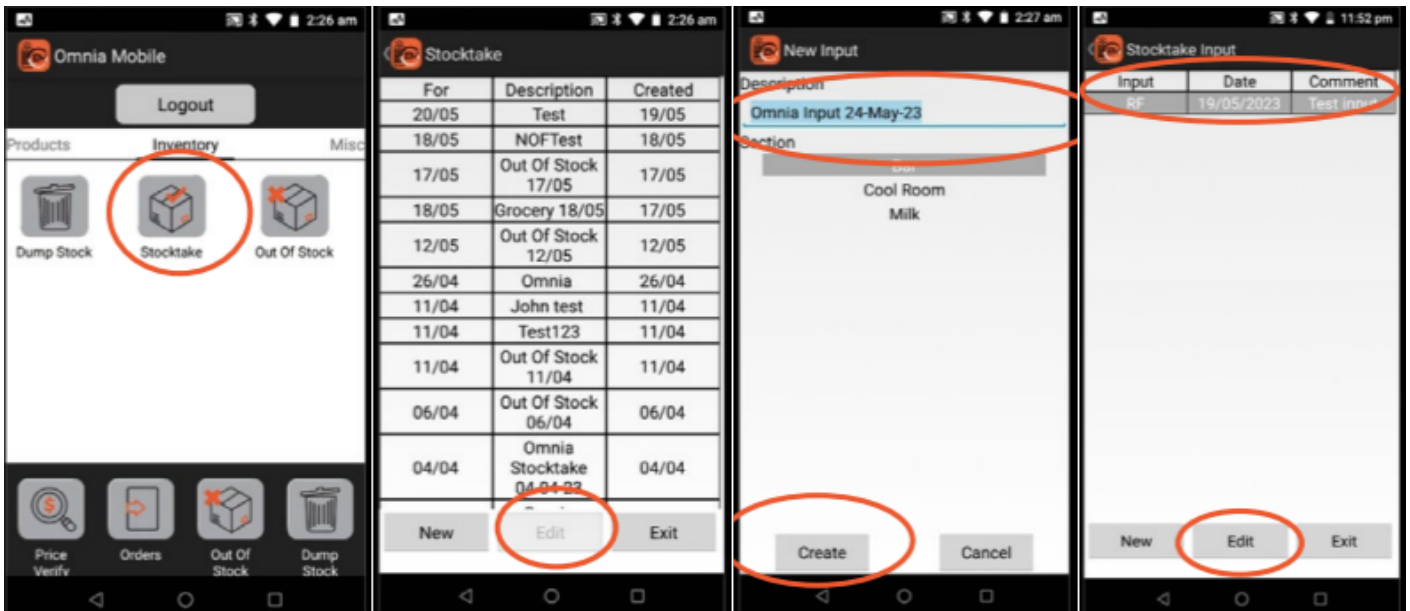 2:26 am
Omnia Mobile
Logout
Products Inventory Misc
Dump Stock Stocktake Out Of Stock
Price Verify Orders Out Of Stock Dump Stock
2:26 am
Stocktake
For Description Created
20/05 Test 19/05
18/05 NOFTest 18/05
17/05 Out Of Stock 17/05 17/05
18/05 Grocery 18/05 17/05
12/05 Out Of Stock 12/05 12/05
26/04 Omnia 26/04
11/04 John test 11/04
11/04 Test123 11/04
11/04 Out Of Stock 11/04 11/04
06/04 Out Of Stock 06/04 06/04
04/04 Omnia Stocktake 04-04-23 04/04
New Edit Exit
2:27 am
New Input
Description
Omnia Input 24-May-23
Section
Cool Room
Milk
Create Cancel
11:52 pm
Stocktake Input
Input Date Comment
RF 19/05/2023 Test input
New Edit Exit